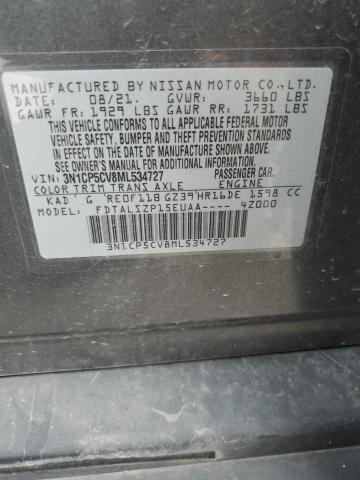 MANUFACTURED BY NISSAN MOTOR CO., LTD.
DATE: 08/21. GVWR: 3660 LBS
GAWR FR: 1929 LBS GAWR RR: 1731 LBS
THIS VEHICLE CONFORMS TO ALL APPLICABLE FEDERAL MOTOR
VEHICLE SAFETY, BUMPER AND THEFT PREVENTION STANDARDS
IN EFFECT ON THE DATE OF MANUFACTURE SHOWN ABOVE.
SEE OWNER'S MANUAL FOR ADDITIONAL INFORMATION.
VIN: 3N1CP5CV8ML534727 PASSENGER CAR.
COLOR TRIM TRANS AXLE ENGINE
KAD G RE0F11B GZ39 HR16DE 1598 CC
FDTALSZP15EUAA---- 4Z000
3N1CP5CV8ML534727